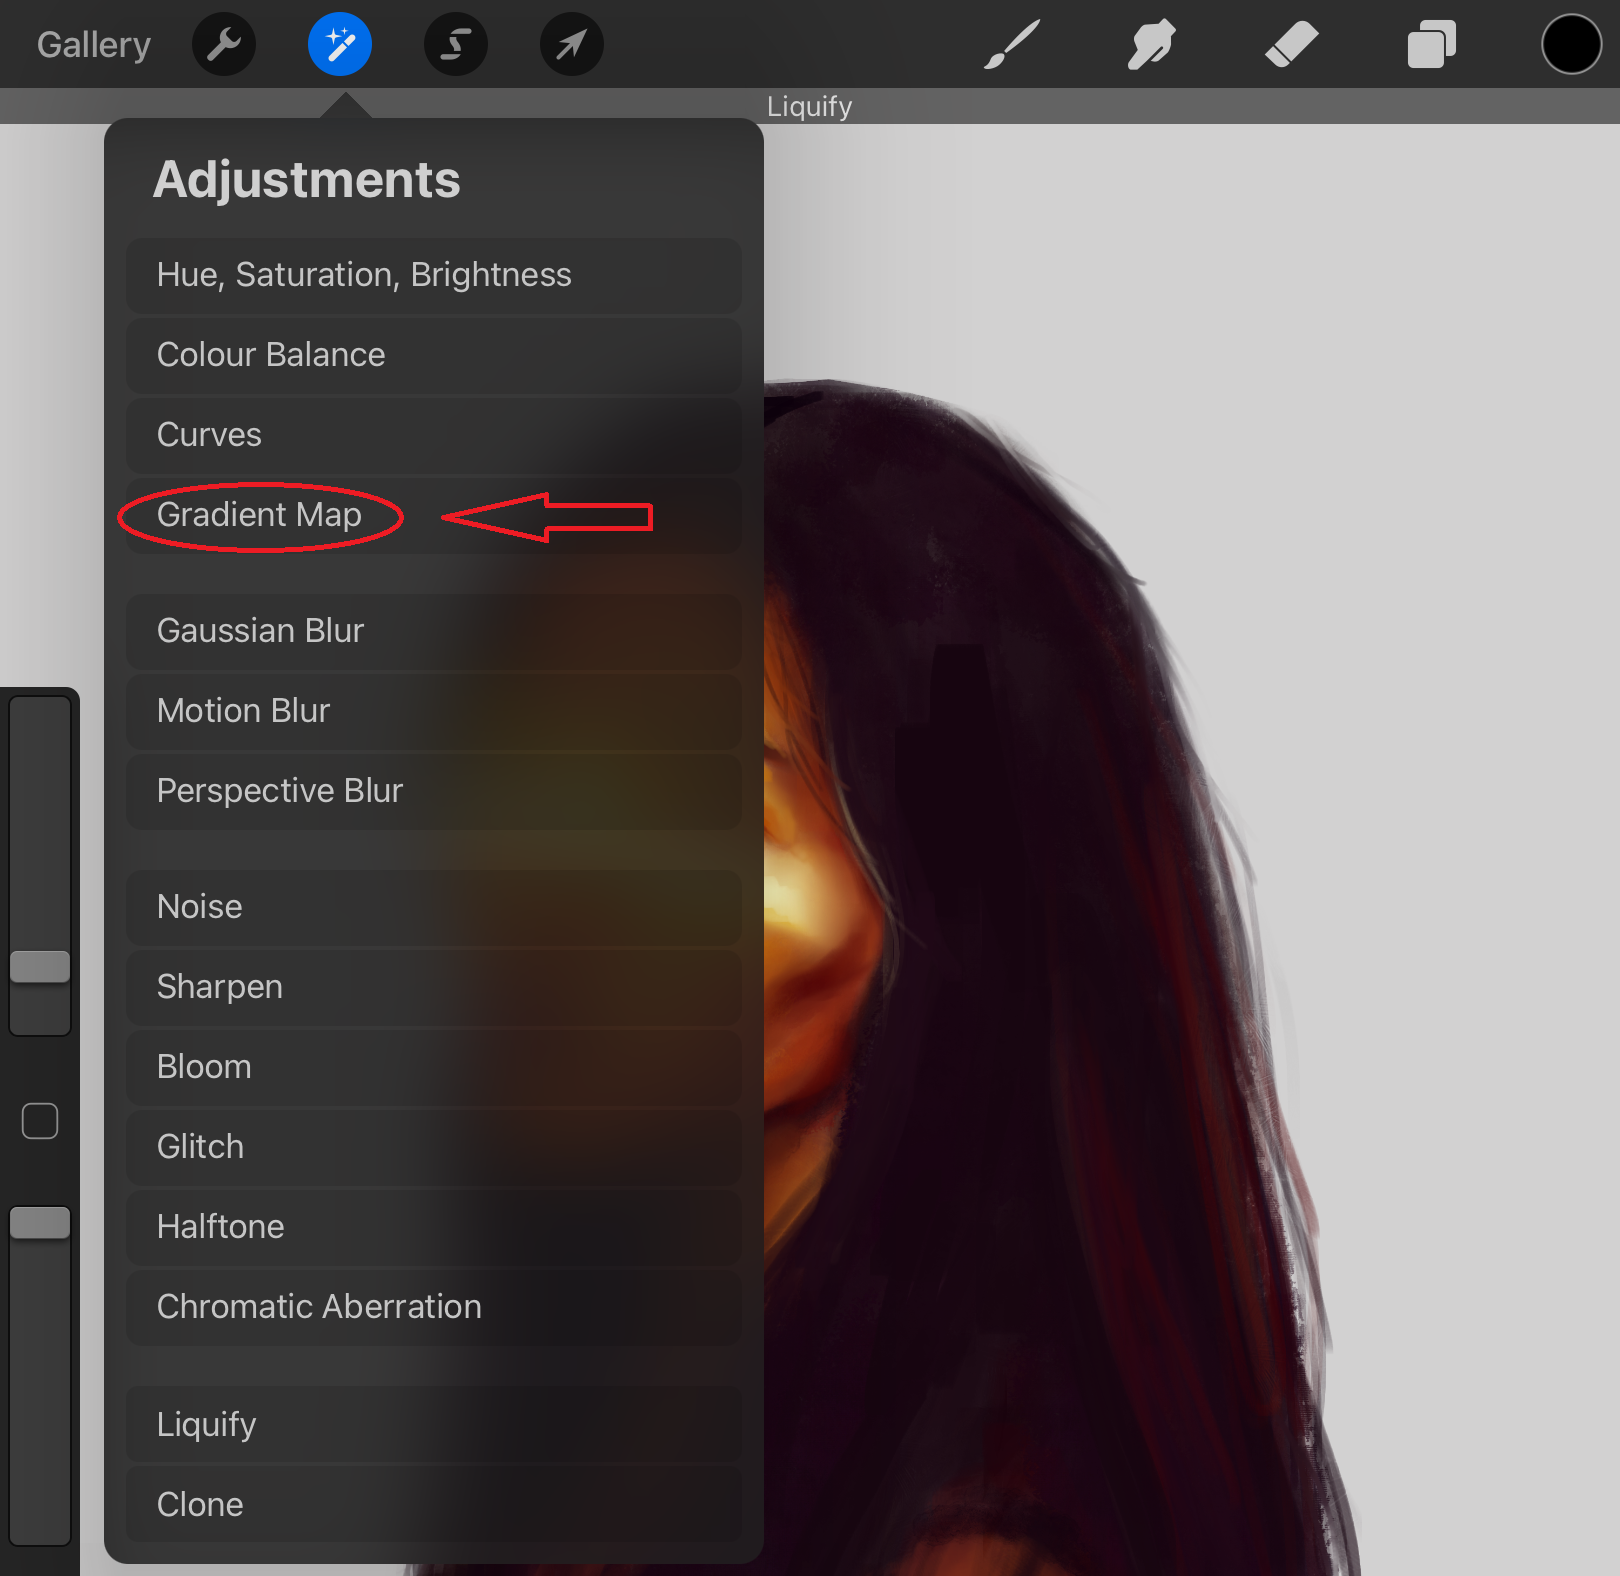 Gallery
Liquify
Adjustments
Hue, Saturation, Brightness
Colour Balance
Curves
Gradient Map
Gaussian Blur
Motion Blur
Perspective Blur
Noise
Sharpen
Bloom
Glitch
Halftone
Chromatic Aberration
Liquify
Clone